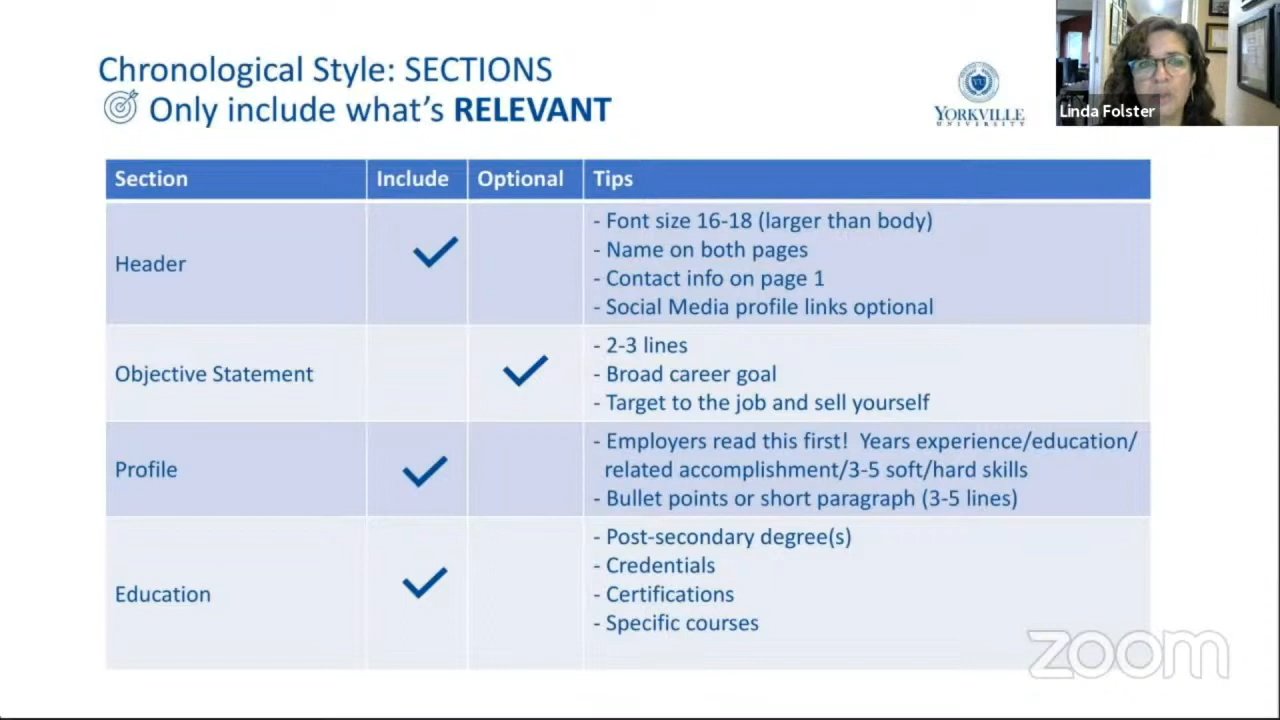 Chronological Style: SECTIONS
Only include what's RELEVANT
YORKVILLE
UNIVERSITY
Linda Folster
Section Include Optional Tips
Header
- Font size 16-18 (larger than body)
- Name on both pages
- Contact info on page 1
- Social Media profile links optional
Objective Statement
- 2-3 lines
- Broad career goal
- Target to the job and sell yourself
Profile
- Employers read this first!  Years experience/education/
related accomplishment/3-5 soft/hard skills
- Bullet points or short paragraph (3-5 lines)
Education
- Post-secondary degree(s)
- Credentials
- Certifications
- Specific courses
zoom